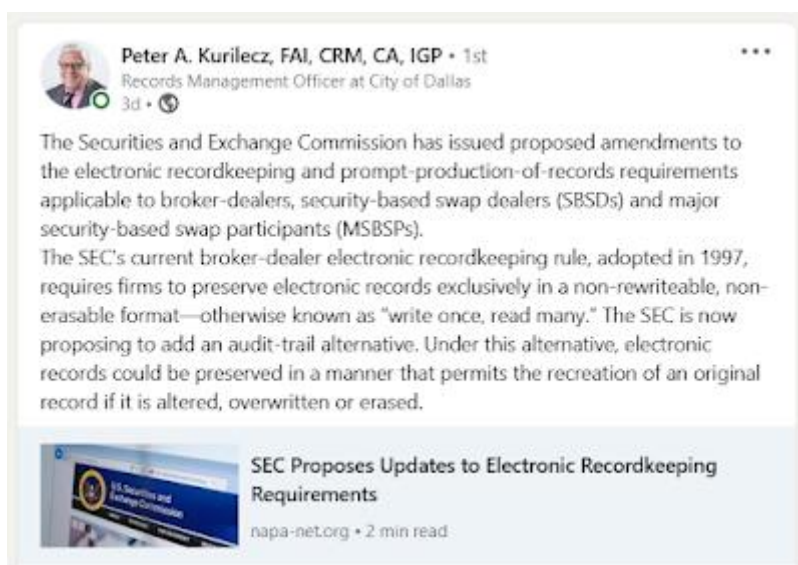 Peter A. Kurilecz, FAI, CRM, CA, IGP • 1st
Records Management Officer at City of Dallas
3d •
The Securities and Exchange Commission has issued proposed amendments to
the electronic recordkeeping and prompt-production-of-records requirements
applicable to broker-dealers, security-based swap dealers (SBSDs) and major
security-based swap participants (MSBSPs).
The SEC's current broker-dealer electronic recordkeeping rule, adopted in 1997,
requires firms to preserve electronic records exclusively in a non-rewriteable, non-
erasable format—otherwise known as "write once, read many." The SEC is now
proposing to add an audit-trail alternative. Under this alternative, electronic
records could be preserved in a manner that permits the recreation of an original
record if it is altered, overwritten or erased.
U.S. Securities and
Exchange Commission
SEC Proposes Updates to Electronic Recordkeeping
Requirements
napa-net.org • 2 min read